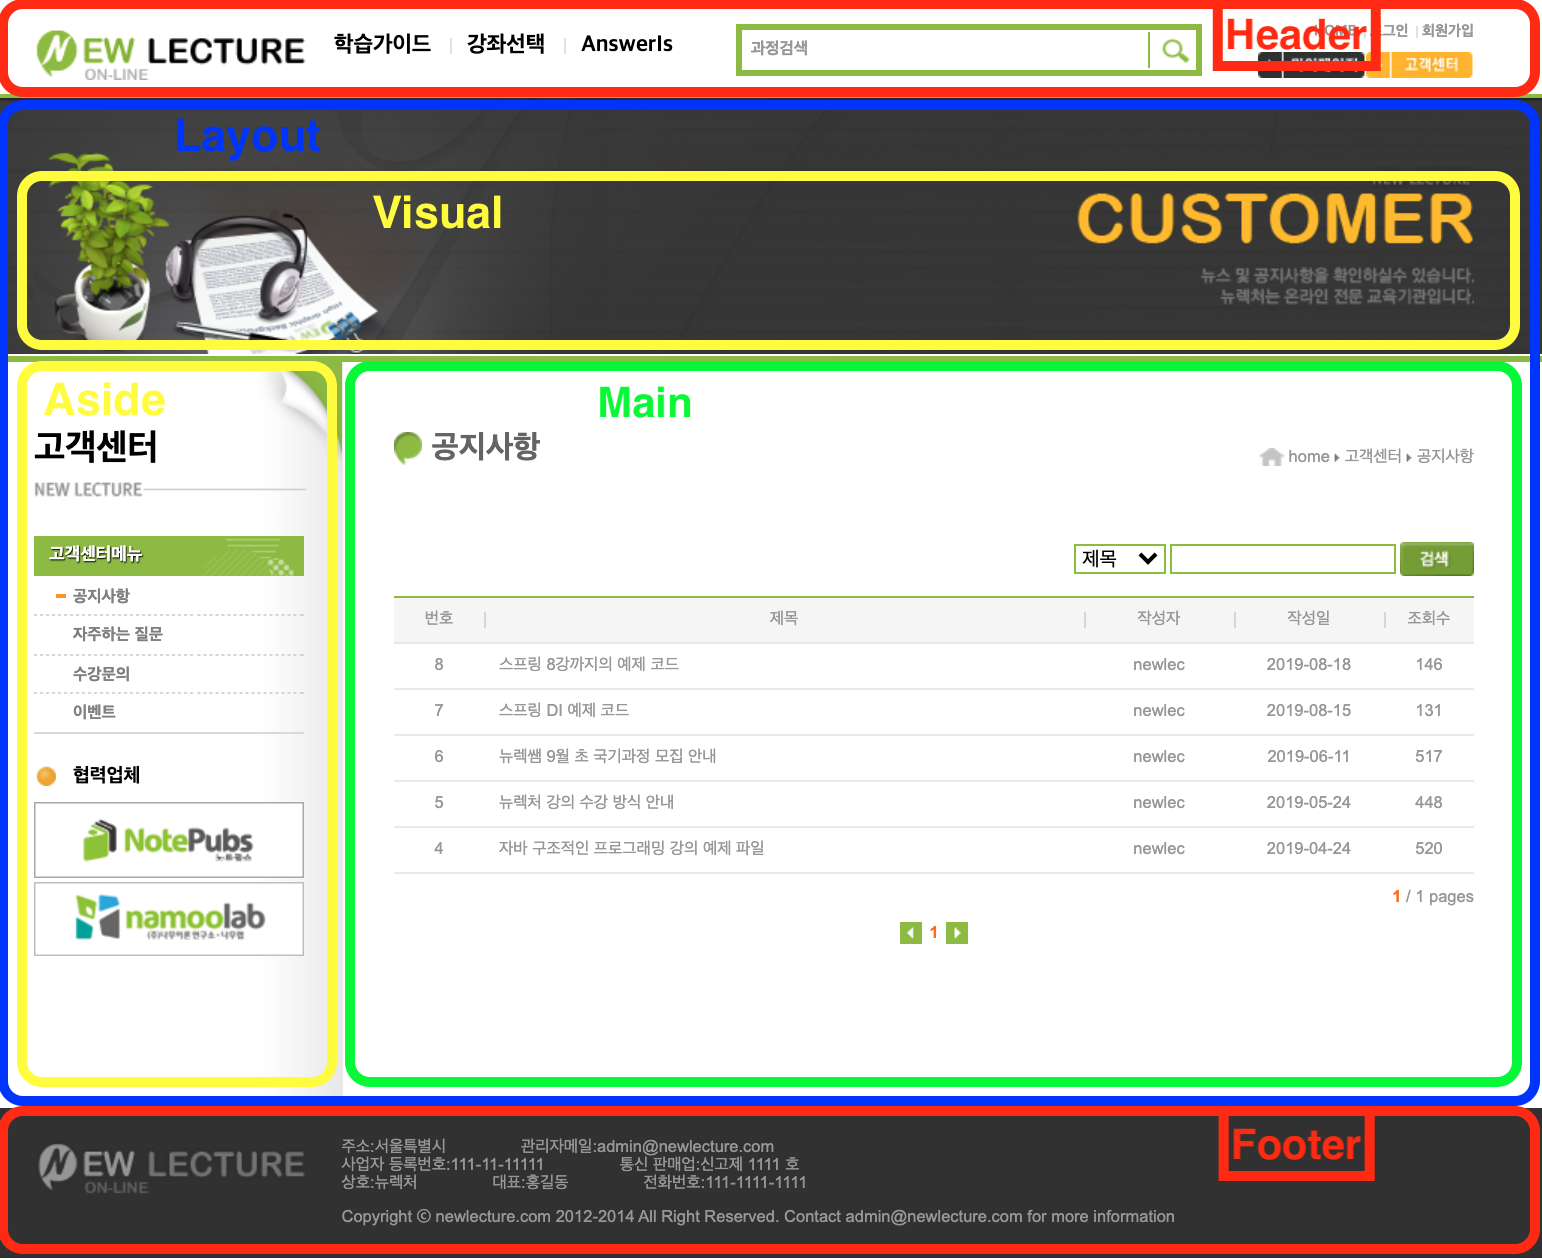 NEW LECTURE
ON-LINE
학습가이드
강좌선택
AnswerIs
과정검색
Header
회원가입
고객센터
Layout
Visual
NEW LECTURE
CUSTOMER
뉴스 및 공지사항을 확인하실수 있습니다.
뉴렉처는 온라인 전문 교육기관입니다.
Aside
고객센터
NEW LECTURE
고객센터메뉴
공지사항
자주하는 질문
수강문의
이벤트
협력업체
NotePubs
노트펍스
namoolab
Main
공지사항
home 고객센터 공지사항
제목 검색
번호 제목 작성자 작성일 조회수
8 스프링 8강까지의 예제 코드 newlec 2019-08-18 146
7 스프링 DI 예제 코드 newlec 2019-08-15 131
6 뉴렉쌤 9월 초 국기과정 모집 안내 newlec 2019-06-11 517
5 뉴렉처 강의 수강 방식 안내 newlec 2019-05-24 448
4 자바 구조적인 프로그래밍 강의 예제 파일 newlec 2019-04-24 520
1 / 1 pages
1
NEW LECTURE
ON-LINE
주소:서울특별시 관리자메일:admin@newlecture.com
사업자 등록번호:111-11-11111 통신 판매업:신고제 1111 호
상호:뉴렉처 대표:홍길동 전화번호:111-1111-1111
Copyright ⓒ newlecture.com 2012-2014 All Right Reserved. Contact admin@newlecture.com for more information
Footer